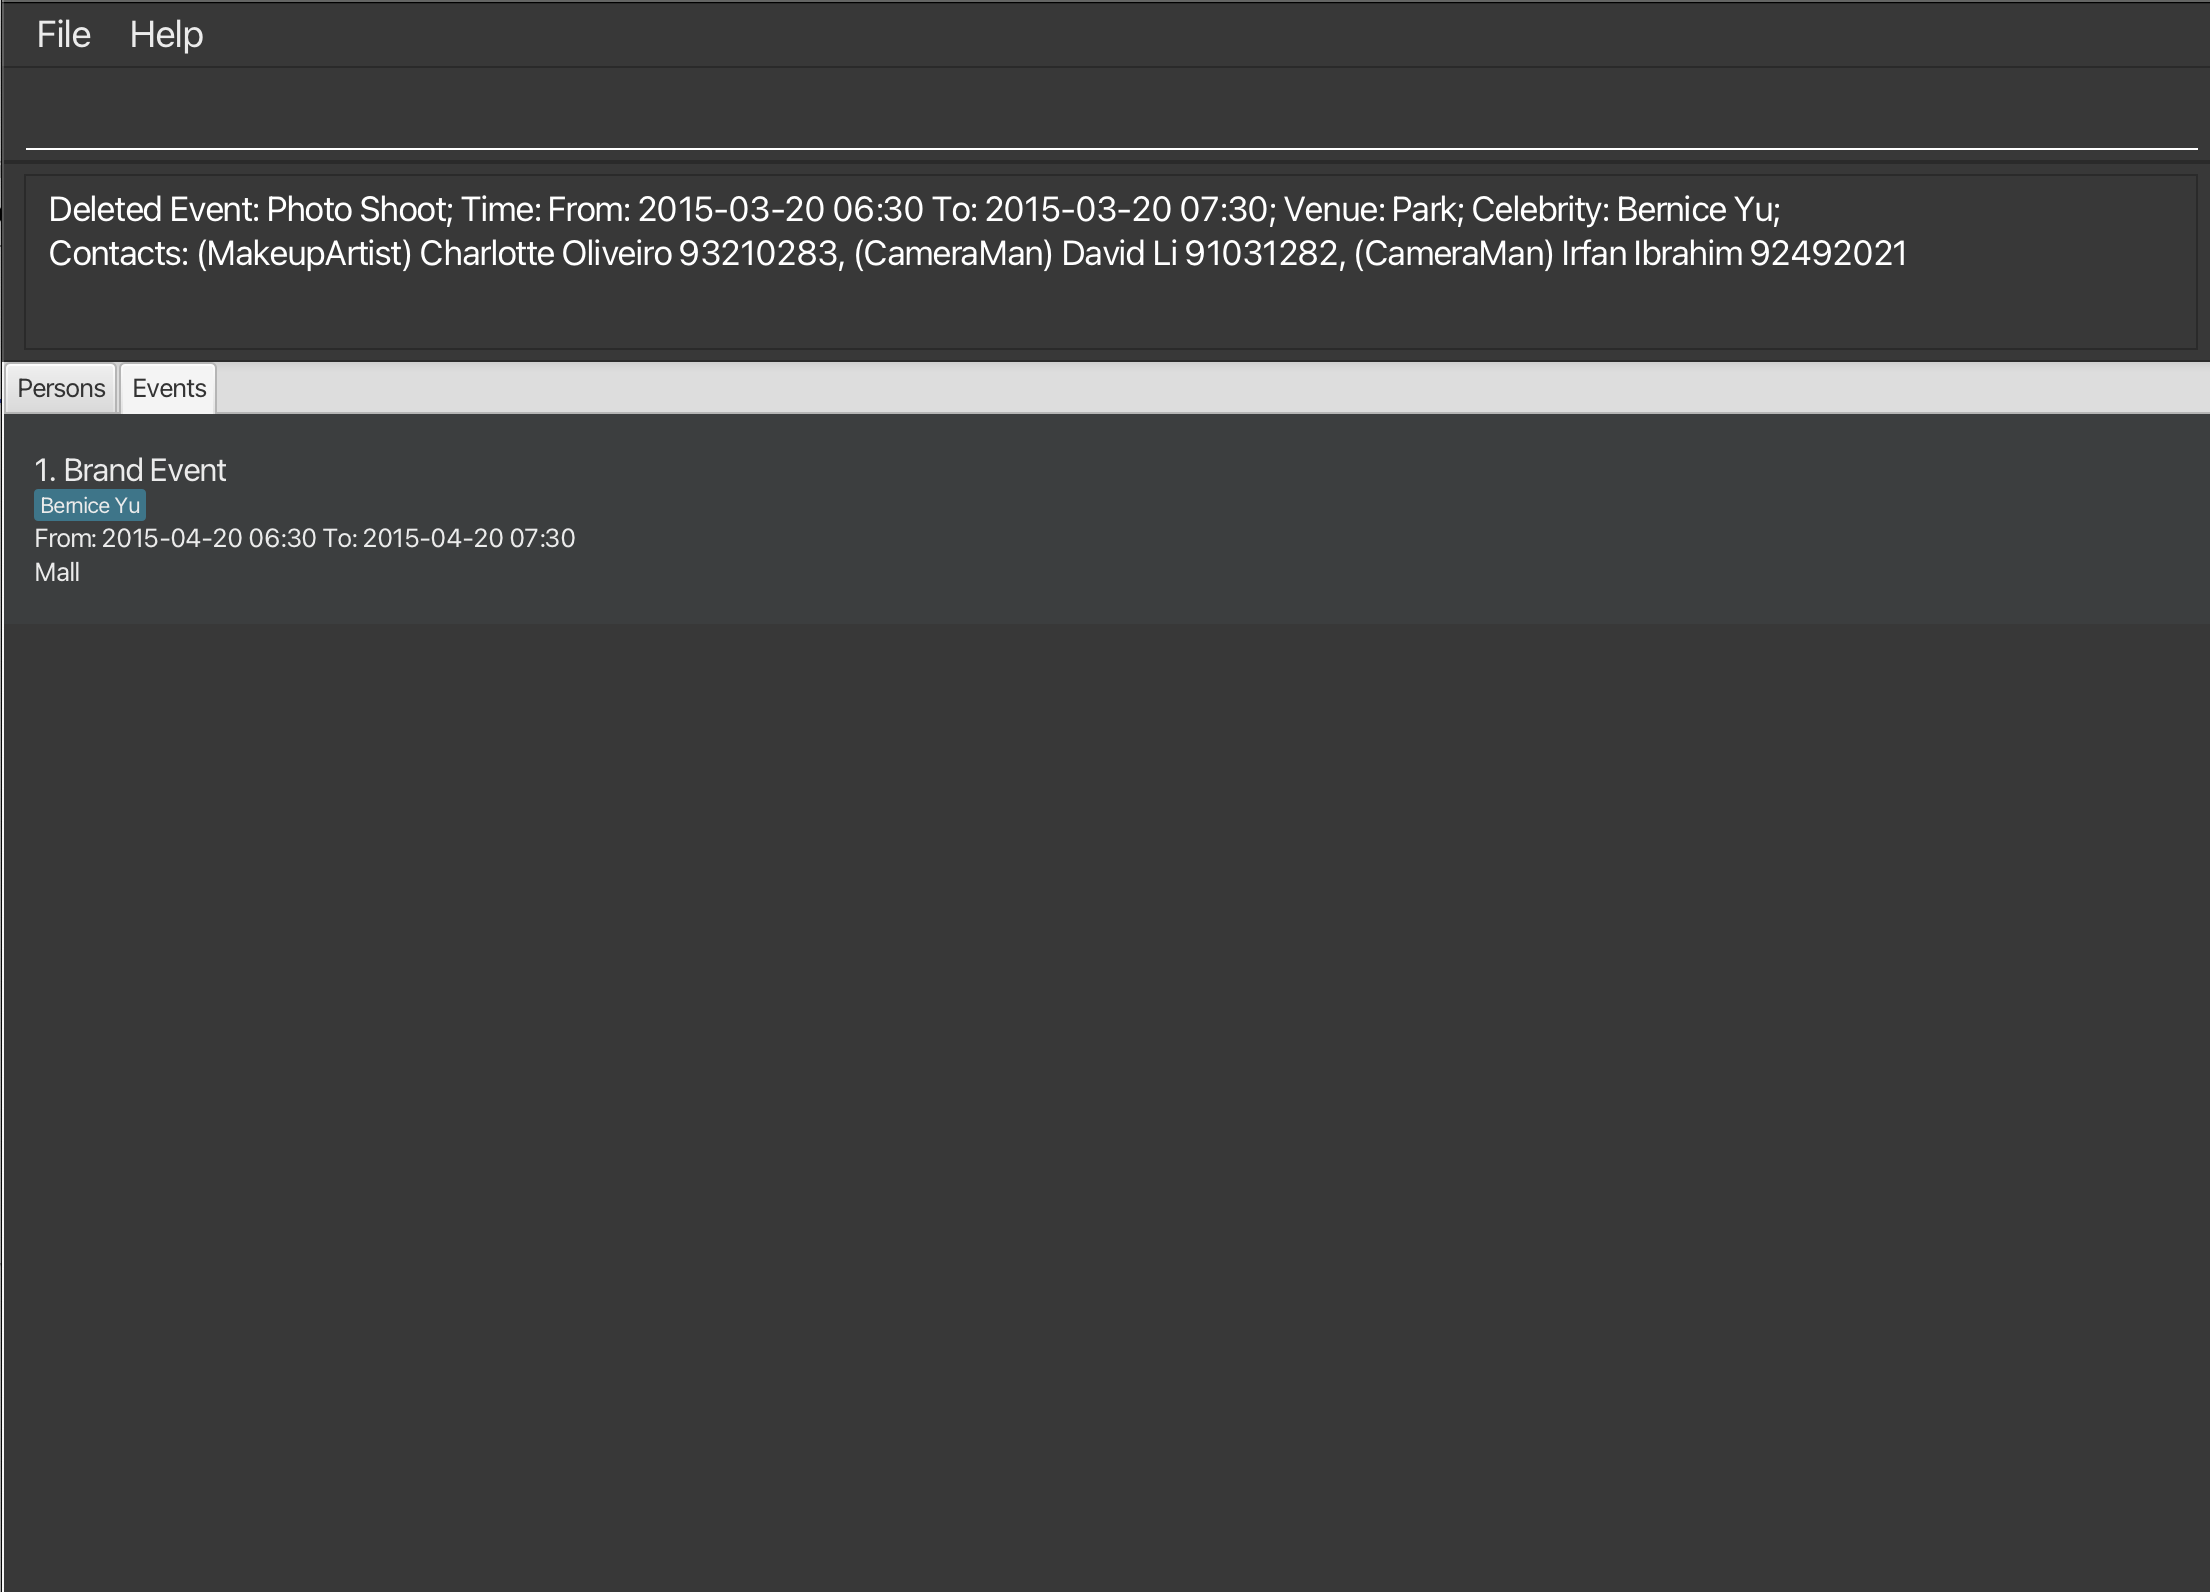 File Help
Deleted Event: Photo Shoot; Time: From: 2015-03-20 06:30 To: 2015-03-20 07:30; Venue: Park; Celebrity: Bernice Yu;
Contacts: (MakeupArtist) Charlotte Oliveiro 93210283, (CameraMan) David Li 91031282, (CameraMan) Irfan Ibrahim 92492021
Persons Events
1. Brand Event
Bernice Yu
From: 2015-04-20 06:30 To: 2015-04-20 07:30
Mall